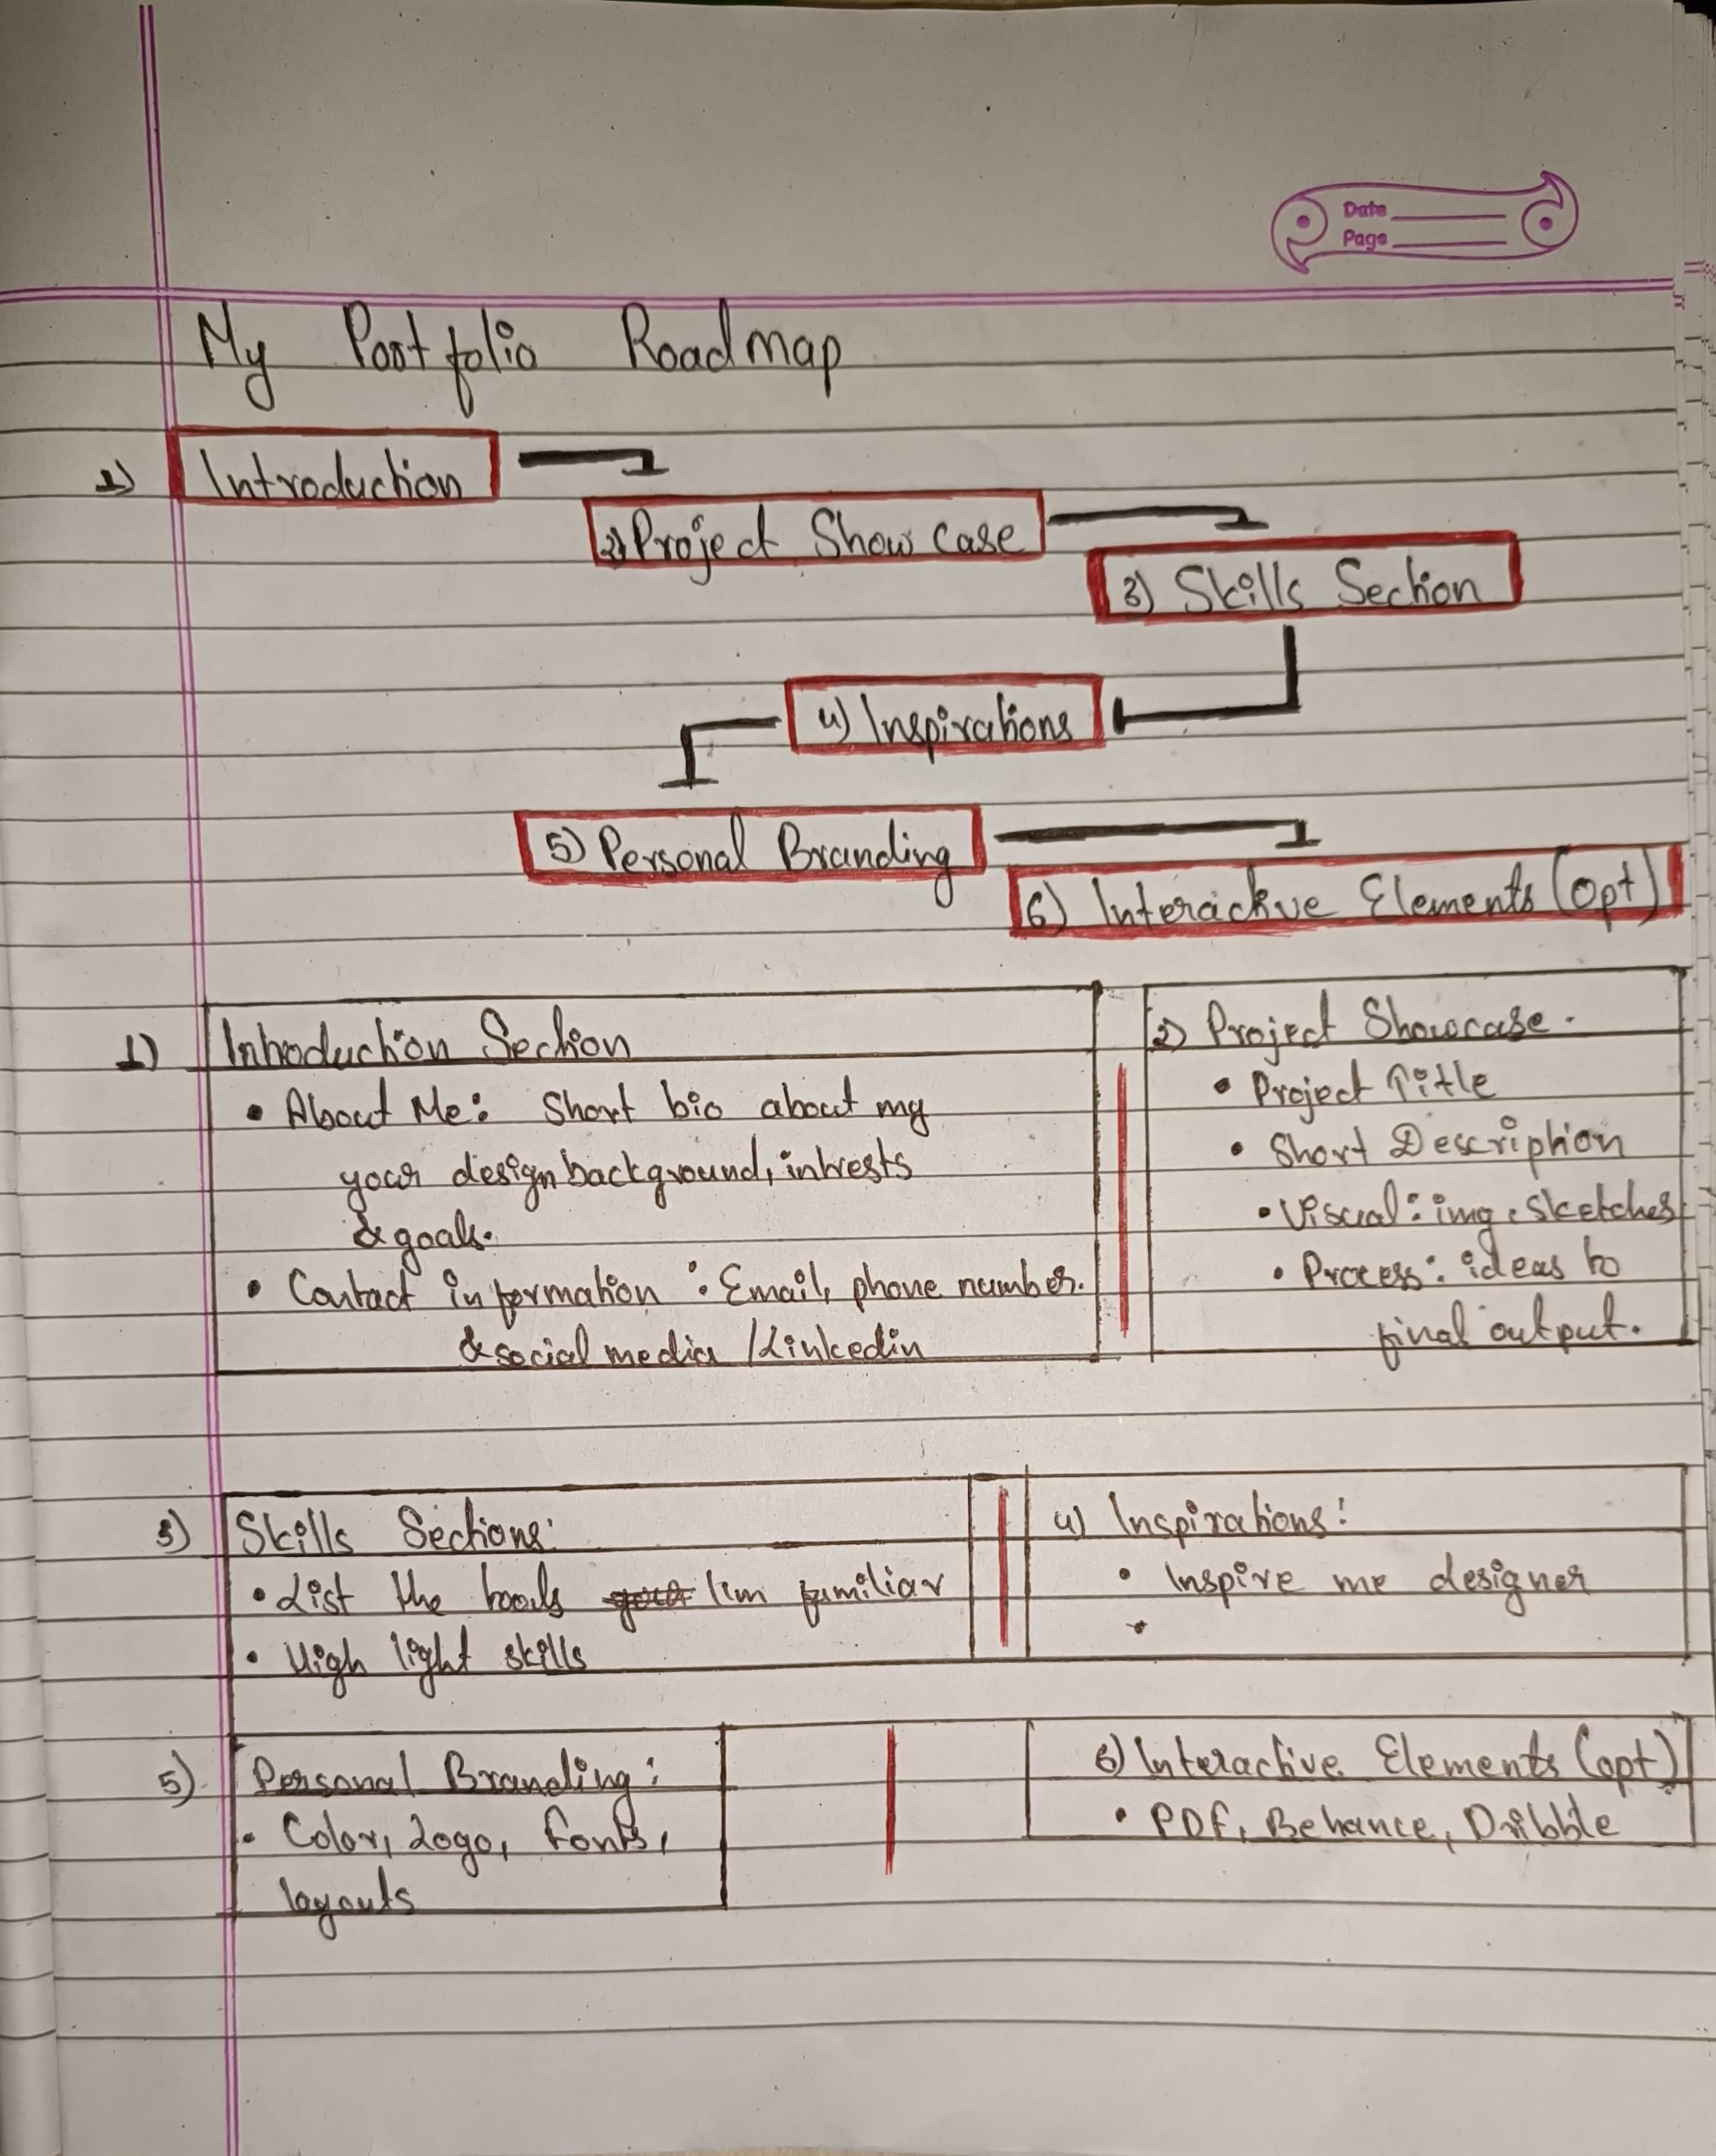 Date
Page
My Portfolio Roadmap
1) Introduction
2) Project Show case
3) Skills Section
4) Inspirations
5) Personal Branding
6) Interactive Elements (opt)
1) Introduction Section
• About Me: Short bio about my
your design background, intrests
& goals.
• Contact information : Email, phone number.
& social media / Linkedin
2) Project Showcase.
• Project Title
• Short Description
• Visual: img, sketches
• Process: ideas to
final output.
3) Skills Sections:
• List the tools I'm familiar
• High light skills
4) Inspirations:
• Inspire me designer
•
5) Personal Branding:
• Color, Logo, fonts,
layouts
6) Interactive Elements (opt)
• PDF, Behance, Dribble